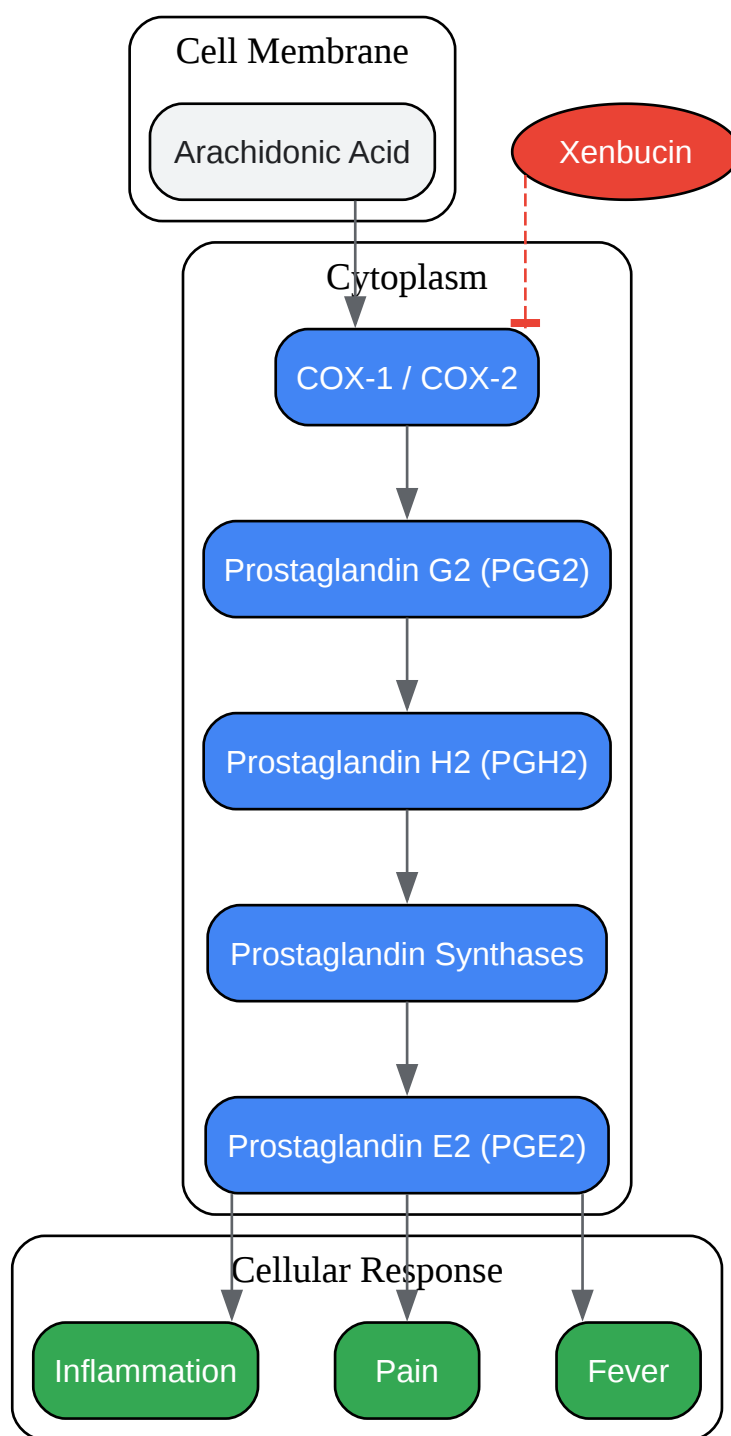 Cell Membrane
Arachidonic Acid
Xenbucin
Cytoplasm
COX-1 / COX-2
Prostaglandin G2 (PGG2)
Prostaglandin H2 (PGH2)
Prostaglandin Synthases
Prostaglandin E2 (PGE2)
Cellular Response
Inflammation
Pain
Fever